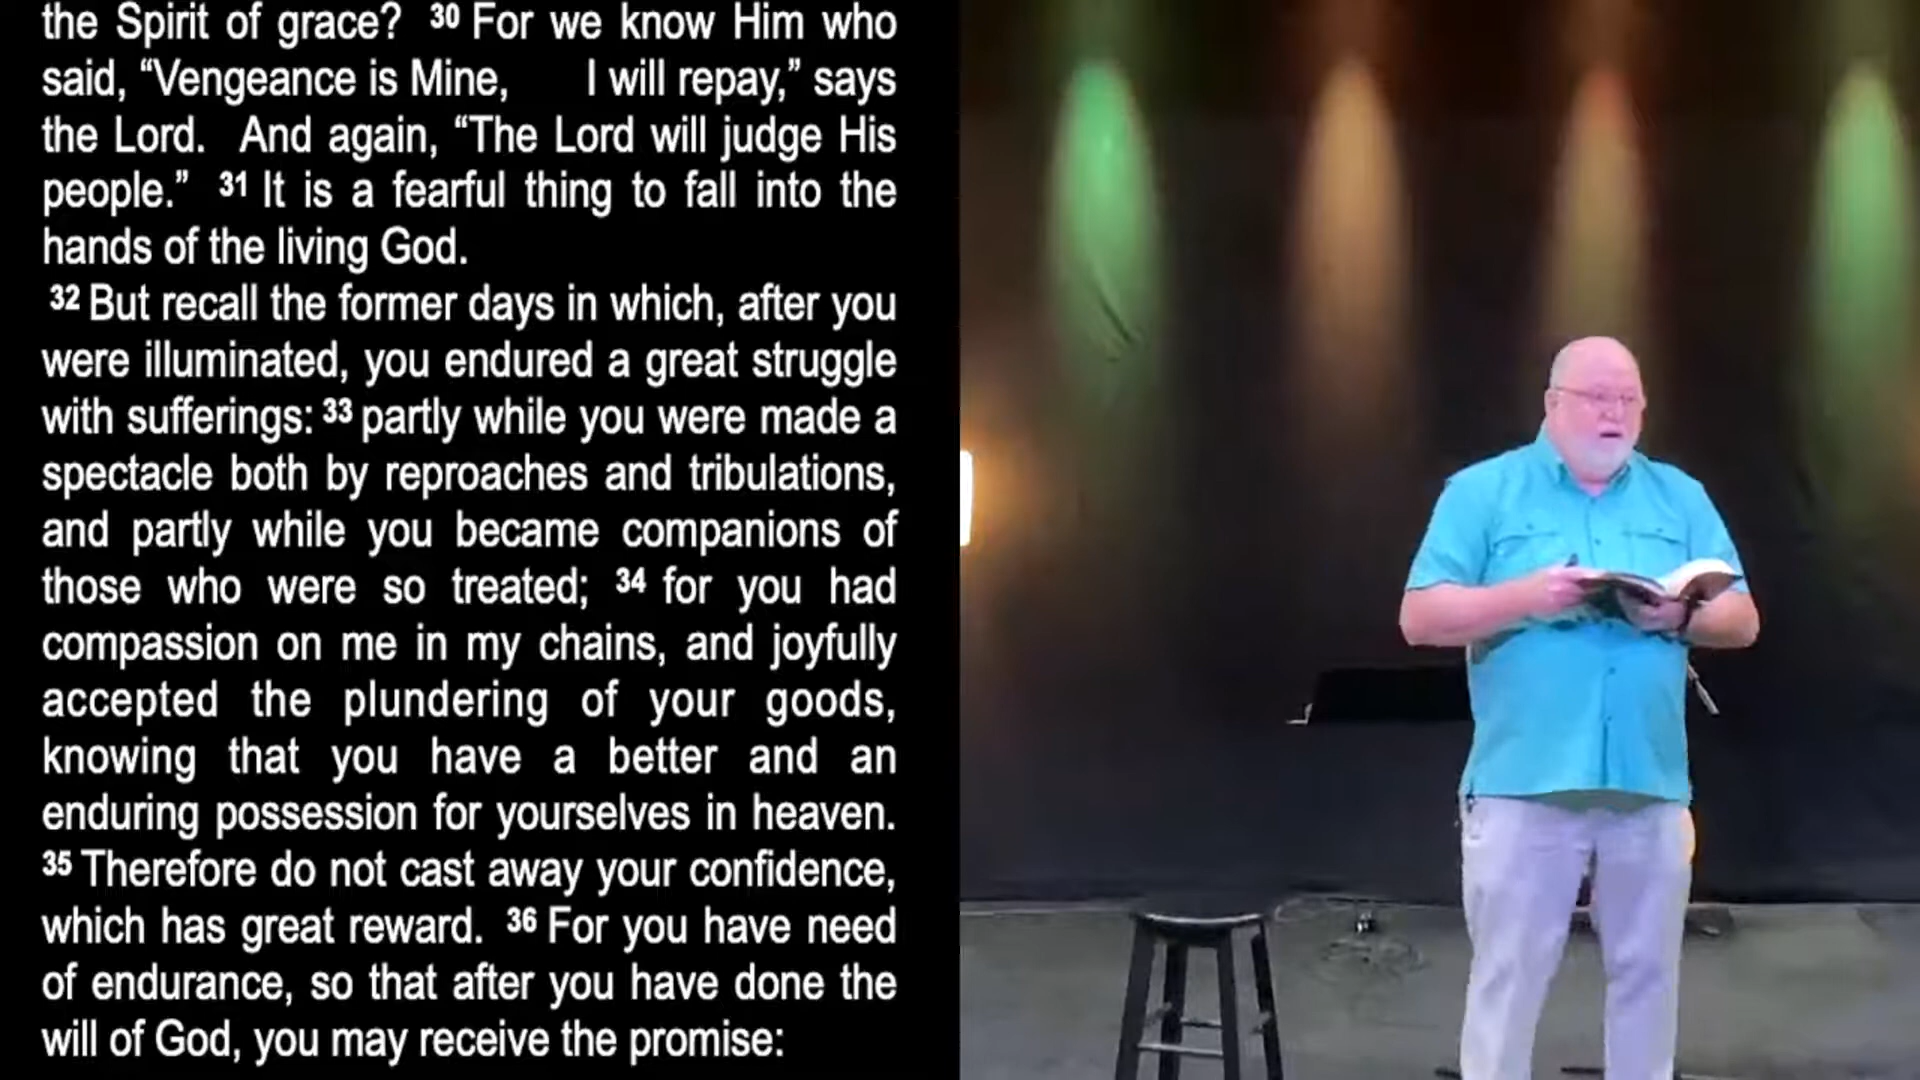 the Spirit of grace? 30 For we know Him who
said, “Vengeance is Mine, I will repay,” says
the Lord. And again, “The Lord will judge His
people.” 31 It is a fearful thing to fall into the
hands of the living God.
32 But recall the former days in which, after you
were illuminated, you endured a great struggle
with sufferings: 33 partly while you were made a
spectacle both by reproaches and tribulations,
and partly while you became companions of
those who were so treated; 34 for you had
compassion on me in my chains, and joyfully
accepted the plundering of your goods,
knowing that you have a better and an
enduring possession for yourselves in heaven.
35 Therefore do not cast away your confidence,
which has great reward. 36 For you have need
of endurance, so that after you have done the
will of God, you may receive the promise: